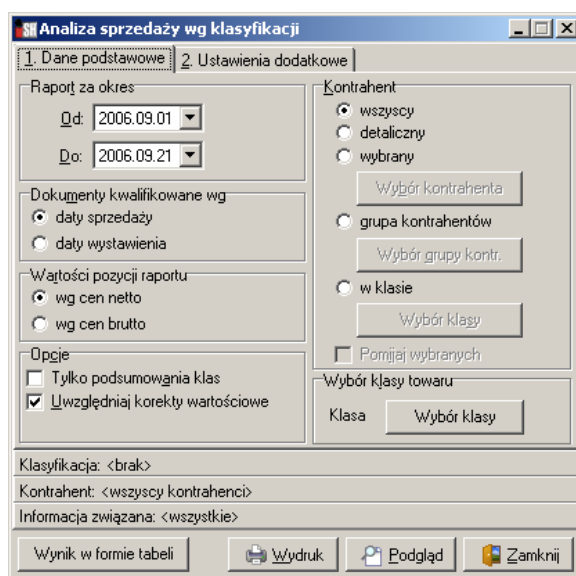 SH Analiza sprzedaży wg klasyfikacji
1. Dane podstawowe
2. Ustawienia dodatkowe
Raport za okres
Od: 2006.09.01
Do: 2006.09.21
Dokumenty kwalifikowane wg
daty sprzedaży
daty wystawienia
Wartości pozycji raportu
wg cen netto
wg cen brutto
Opcje
Tylko podsumowania klas
Uwzględniaj korekty wartościowe
Kontrahent
wszyscy
detaliczny
wybrany
Wybór kontrahenta
grupa kontrahentów
Wybór grupy kontr.
w klasie
Wybór klasy
Pomijaj wybranych
Wybór klasy towaru
Klasa Wybór klasy
Klasyfikacja: <brak>
Kontrahent: <wszyscy kontrahenci>
Informacja związana: <wszystkie>
Wynik w formie tabeli Wydruk Podgląd Zamknij